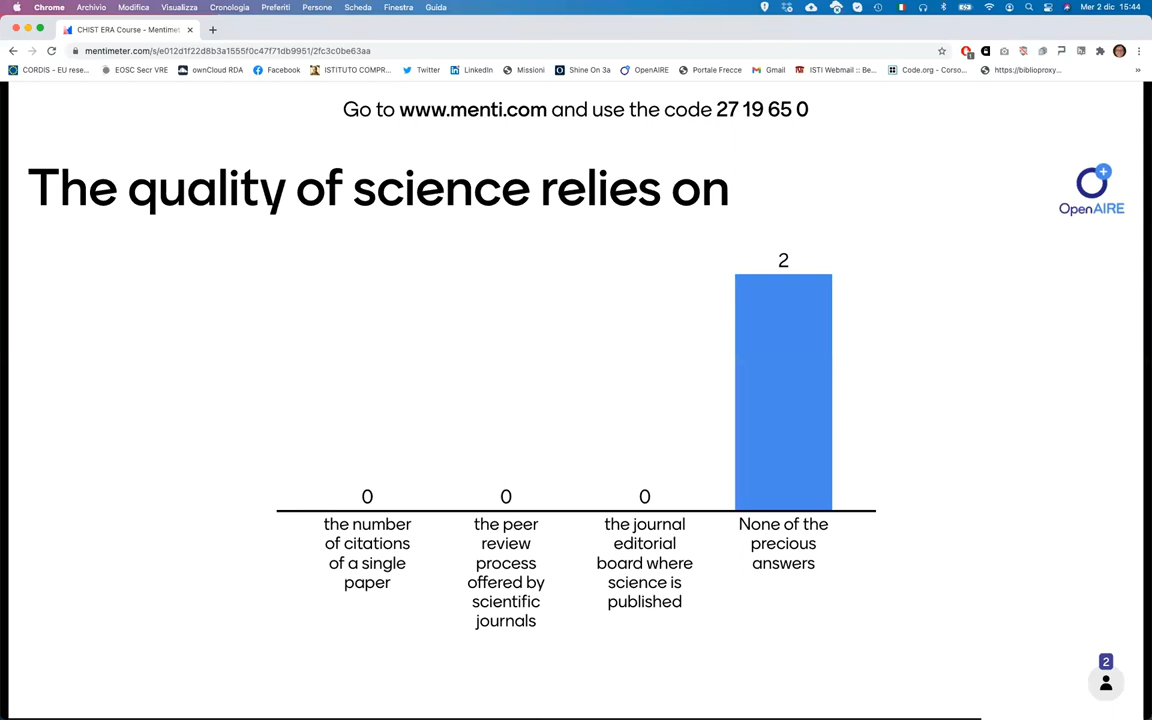 Chrome Archivio Modifica Visualizza Cronologia Preferiti Persone Scheda Finestra Guida Mer 2 dic 15:44
CHIST ERA Course - Mentimet
mentimeter.com/s/e012d1f22d8b3a1555f0c47f71db9951/2fc3c0be63aa
CORDIS - EU rese... EOSC Secr VRE ownCloud RDA Facebook ISTITUTO COMPR... Twitter LinkedIn Missioni Shine On 3a OpenAIRE Portale Frecce Gmail ISTI Webmail :: Be... Code.org - Corso... https://biblioproxy... »
Go to www.menti.com and use the code 27 19 65 0
The quality of science relies on
OpenAIRE
2
0 0 0
the number
of citations
of a single
paper
the peer
review
process
offered by
scientific
journals
the journal
editorial
board where
science is
published
None of the
precious
answers
2